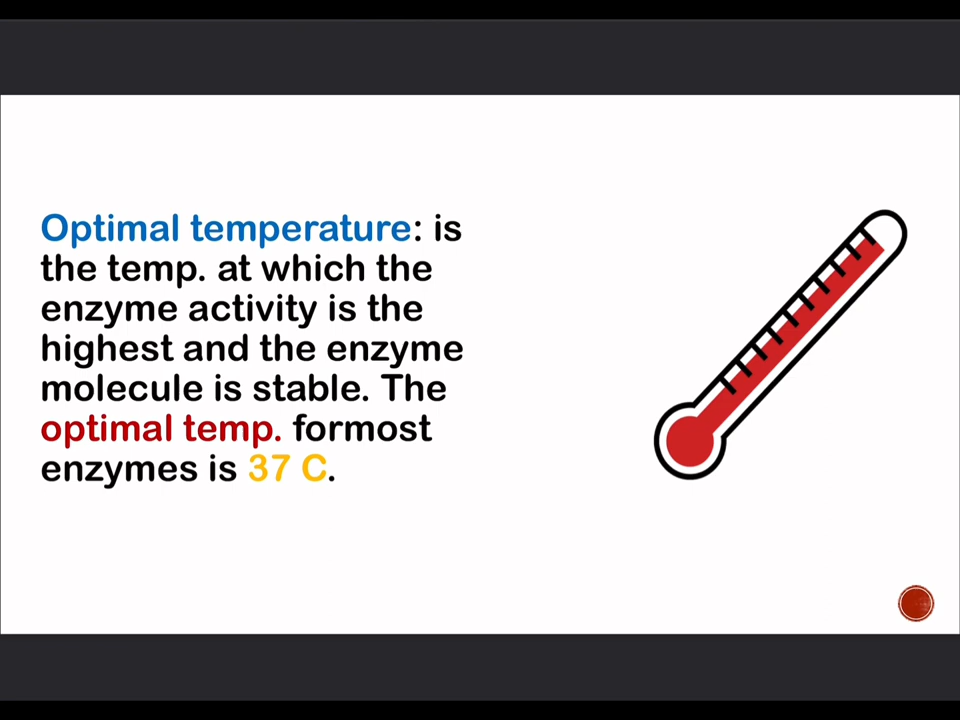 Optimal temperature: is
the temp. at which the
enzyme activity is the
highest and the enzyme
molecule is stable. The
optimal temp. formost
enzymes is 37 C.